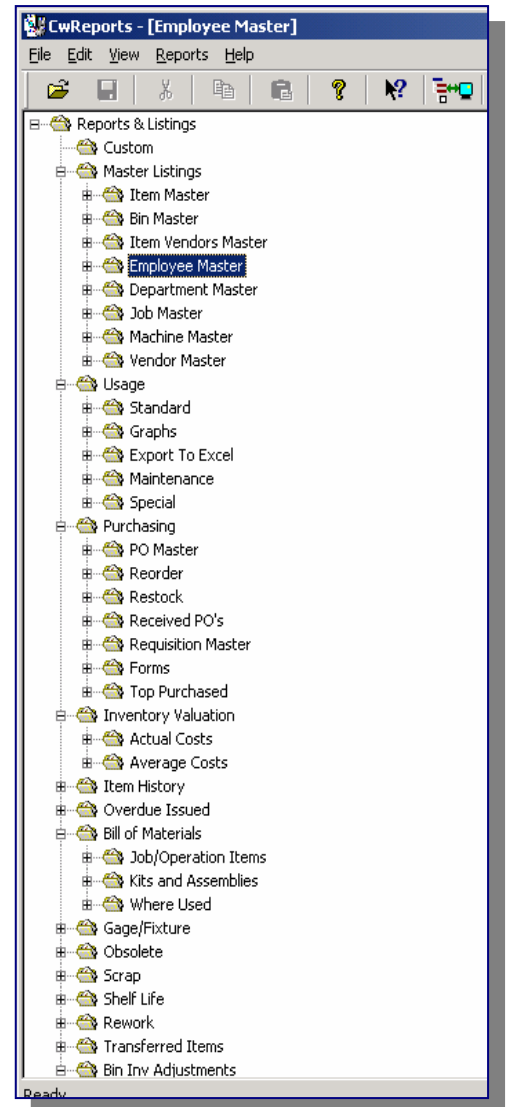 CwReports - [Employee Master]
File Edit View Reports Help
Reports & Listings
Custom
Master Listings
Item Master
Bin Master
Item Vendors Master
Employee Master
Department Master
Job Master
Machine Master
Vendor Master
Usage
Standard
Graphs
Export To Excel
Maintenance
Special
Purchasing
PO Master
Reorder
Restock
Received PO's
Requisition Master
Forms
Top Purchased
Inventory Valuation
Actual Costs
Average Costs
Item History
Overdue Issued
Bill of Materials
Job/Operation Items
Kits and Assemblies
Where Used
Gage/Fixture
Obsolete
Scrap
Shelf Life
Rework
Transferred Items
Bin Inv Adjustments
Ready